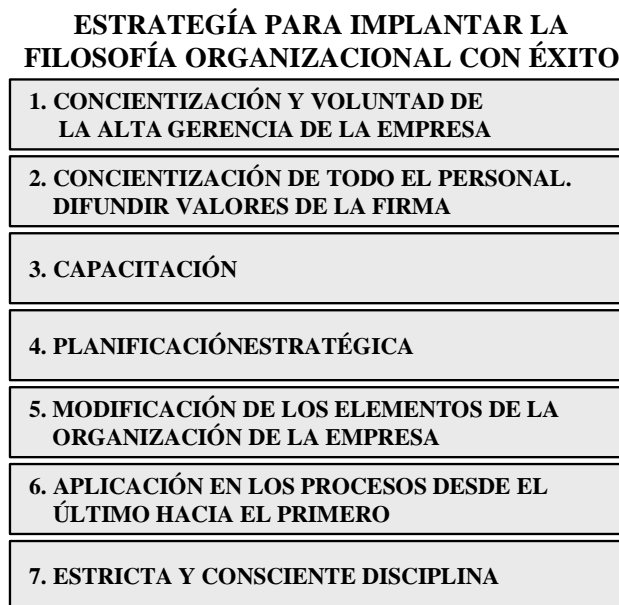 ESTRATEGÍA PARA IMPLANTAR LA
FILOSOFÍA ORGANIZACIONAL CON ÉXITO
1. CONCIENTIZACIÓN Y VOLUNTAD DE
LA ALTA GERENCIA DE LA EMPRESA
2. CONCIENTIZACIÓN DE TODO EL PERSONAL.
DIFUNDIR VALORES DE LA FIRMA
3. CAPACITACIÓN
4. PLANIFICACIÓNESTRATÉGICA
5. MODIFICACIÓN DE LOS ELEMENTOS DE LA
ORGANIZACIÓN DE LA EMPRESA
6. APLICACIÓN EN LOS PROCESOS DESDE EL
ÚLTIMO HACIA EL PRIMERO
7. ESTRICTA Y CONSCIENTE DISCIPLINA